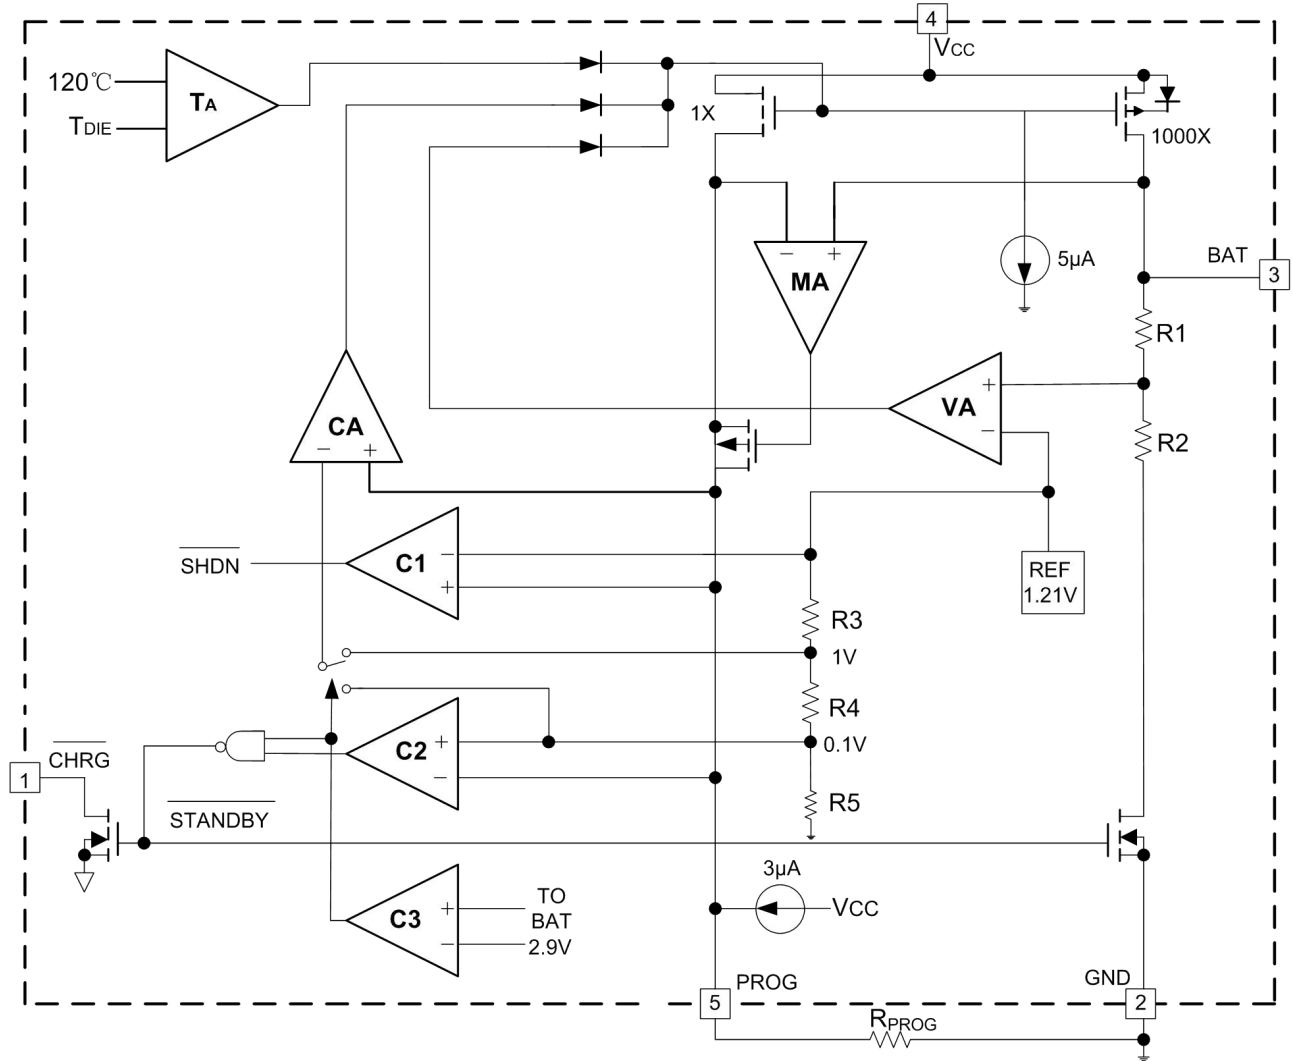 4
VCC
120℃
TA
TDIE
1X
1000X
MA
− +
5μA
BAT
3
R1
VA
+
−
R2
CA
− +
SHDN
C1
−
+
REF
1.21V
R3
1V
R4
0.1V
R5
C2
+
−
CHRG
1
STANDBY
3μA
VCC
C3
+
−
TO
BAT
2.9V
PROG
5
GND
2
RPROG